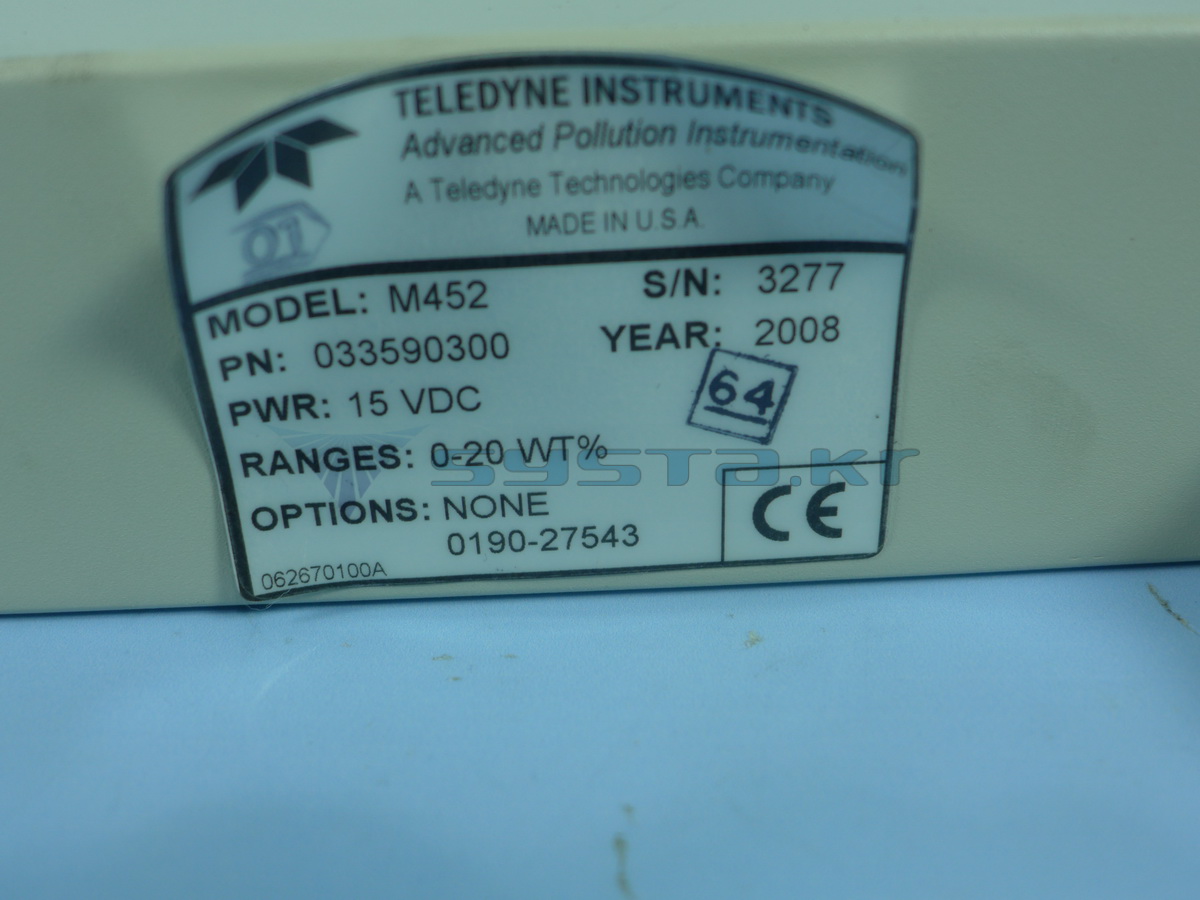 TELEDYNE INSTRUMENTS
Advanced Pollution Instrumentation
A Teledyne Technologies Company
MADE IN U.S.A.
01
MODEL: M452 S/N: 3277
PN: 033590300 YEAR: 2008
PWR: 15 VDC
64
RANGES: 0-20 WT%
systa.kr
OPTIONS: NONE
0190-27543
CE
062670100A